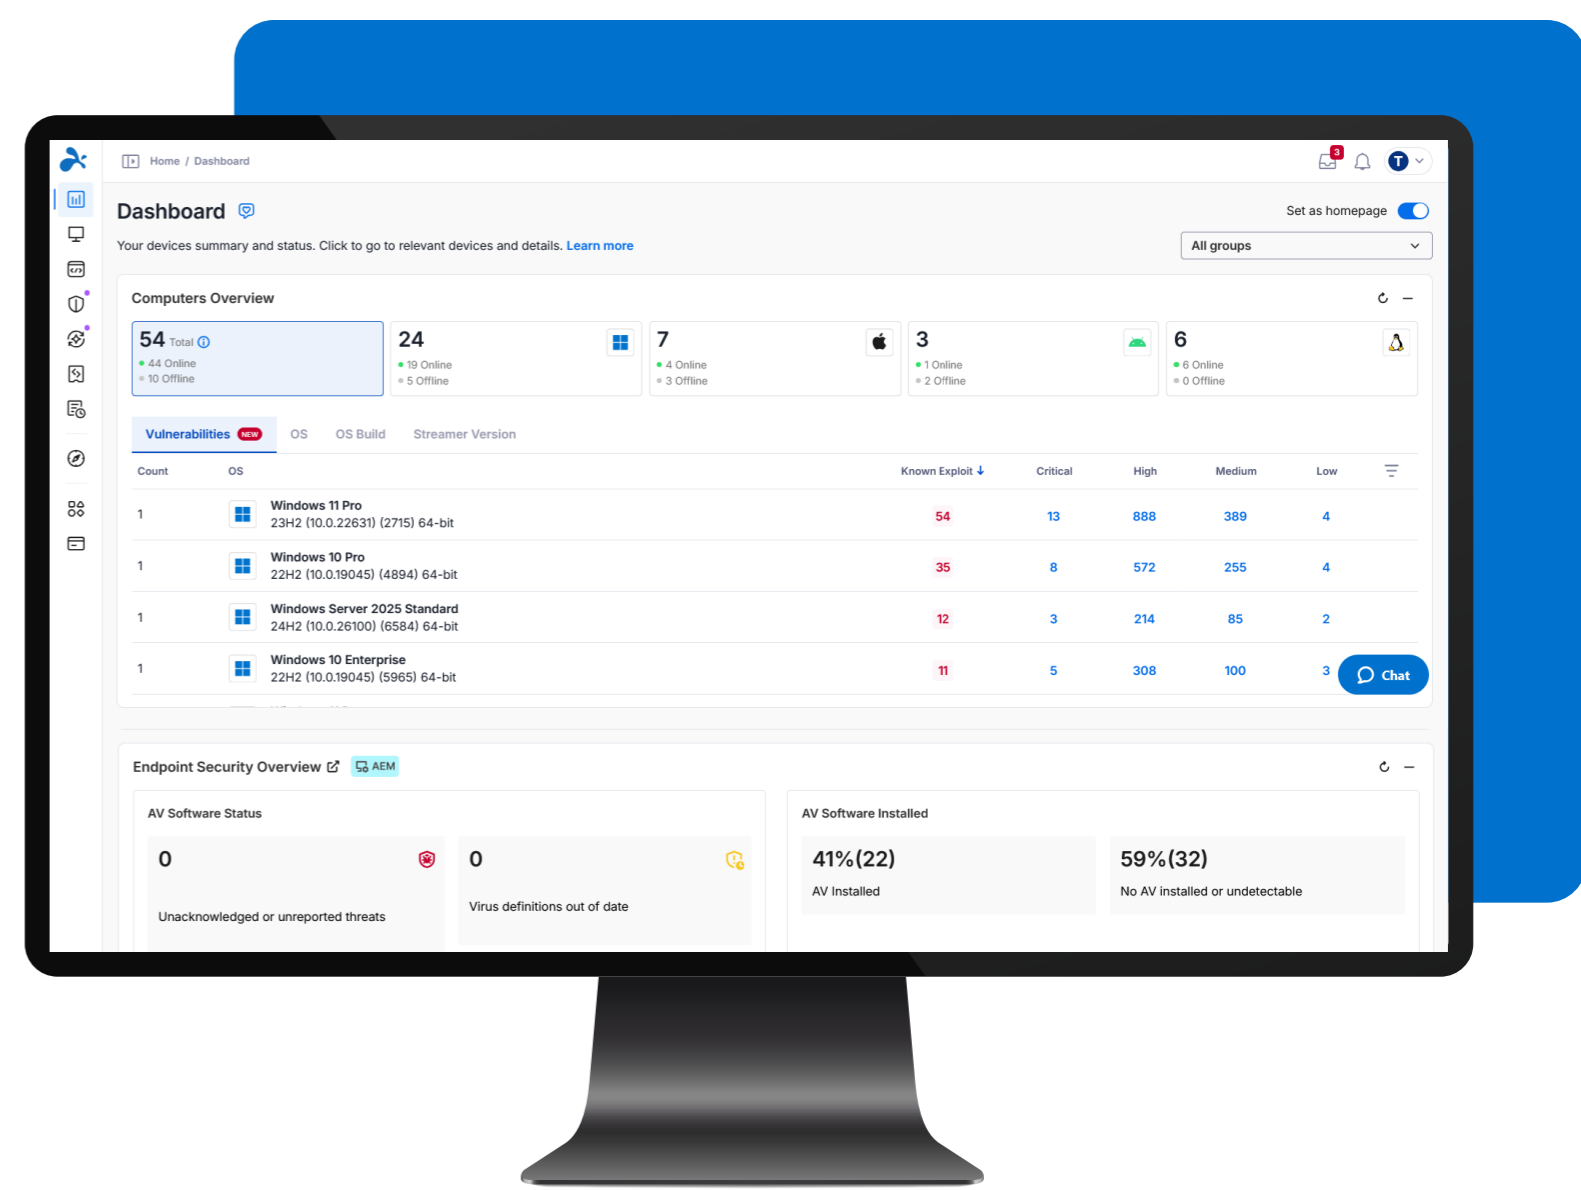 Home / Dashboard
3
T
Dashboard
Set as homepage
Your devices summary and status. Click to go to relevant devices and details. Learn more
All groups
Computers Overview
54 Total
44 Online
10 Offline
24
19 Online
5 Offline
7
4 Online
3 Offline
3
1 Online
2 Offline
6
6 Online
0 Offline
Vulnerabilities NEW OS OS Build Streamer Version
Count OS Known Exploit Critical High Medium Low
1 Windows 11 Pro
23H2 (10.0.22631) (2715) 64-bit
54 13 888 389 4
1 Windows 10 Pro
22H2 (10.0.19045) (4894) 64-bit
35 8 572 255 4
1 Windows Server 2025 Standard
24H2 (10.0.26100) (6584) 64-bit
12 3 214 85 2
1 Windows 10 Enterprise
22H2 (10.0.19045) (5965) 64-bit
11 5 308 100 3
Chat
Endpoint Security Overview AEM
AV Software Status
0
Unacknowledged or unreported threats
0
Virus definitions out of date
AV Software Installed
41%(22)
AV Installed
59%(32)
No AV installed or undetectable